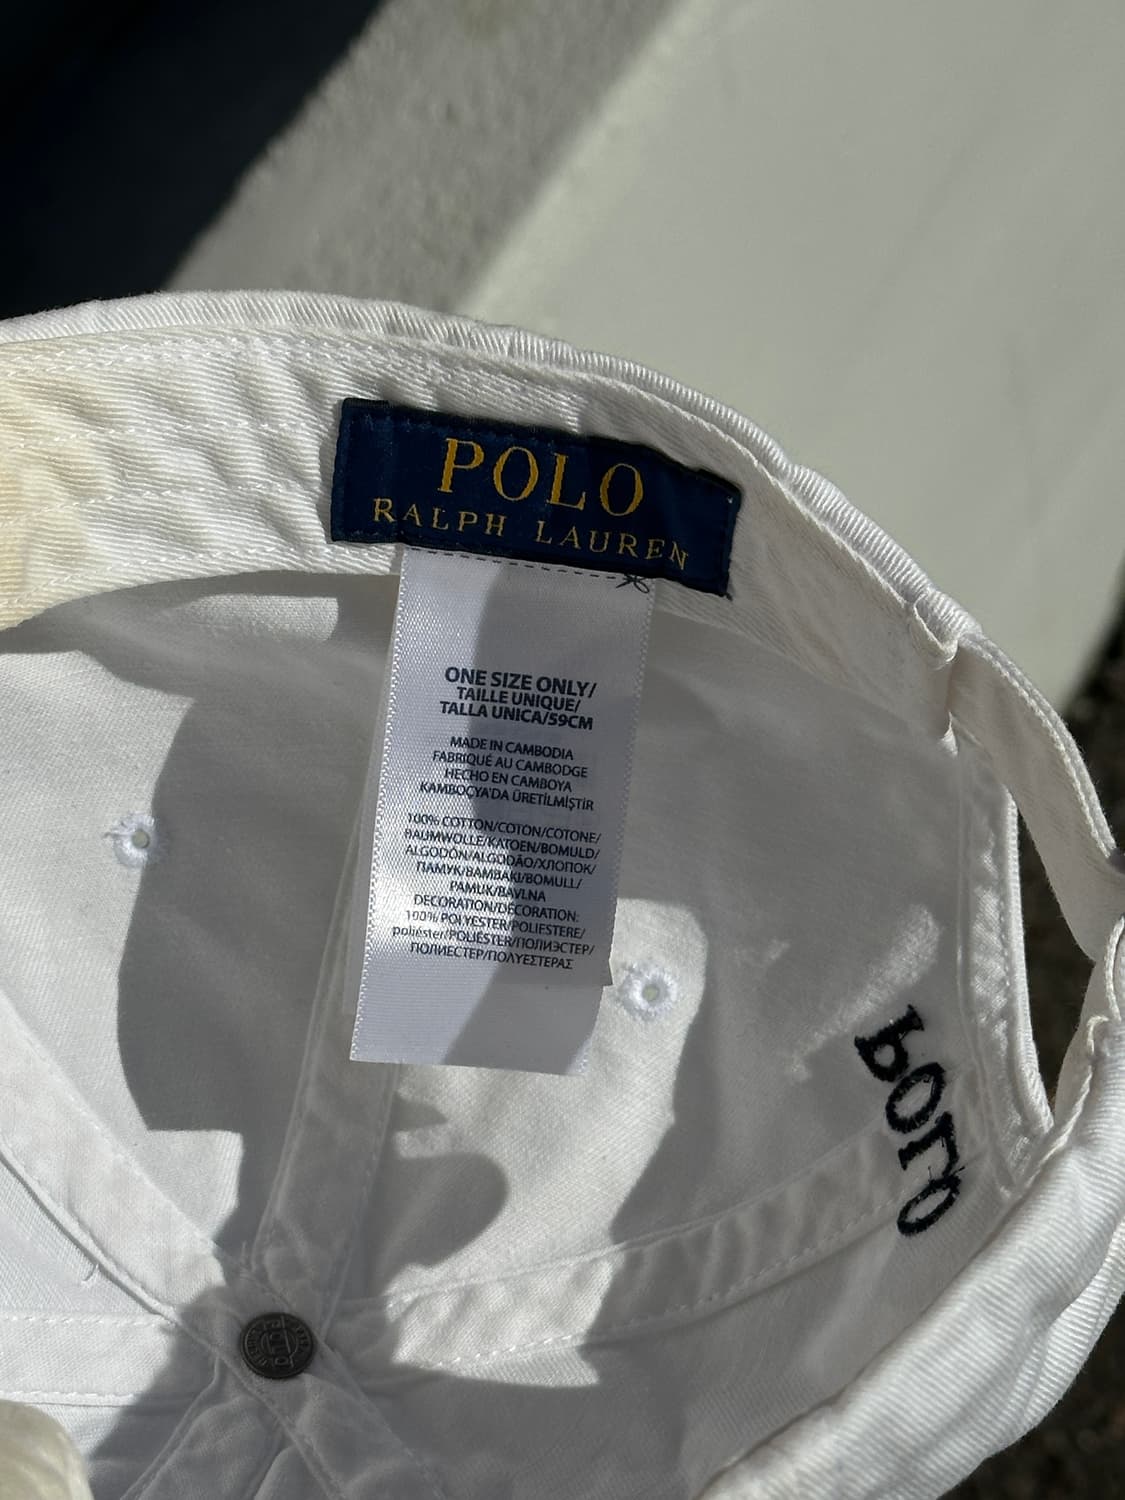 POLO
RALPH LAUREN
ONE SIZE ONLY/
TAILLE UNIQUE/
TALLA UNICA/59CM
MADE IN CAMBODIA
FABRIQUÉ AU CAMBODGE
HECHO EN CAMBOYA
KAMBOÇYA'DA ÜRETİLMİŞTİR
100% COTTON/COTON/COTONE/
BAUMWOLLE/KATOEN/BOMULD/
ALGODÓN/ALGODÃO/ХЛОПОК/
ПАМУК/ΒΑΜΒΑΚΙ/BOMULL/
PAMUK/BAVLNA
DECORATION/DÉCORATION:
100% POLYESTER/POLIESTERE/
poliéster/POLIÉSTER/ПОЛИЭСТЕР/
ПОЛИЕСТЕР/ΠΟΛΥΕΣΤΕΡΑΣ
POLO